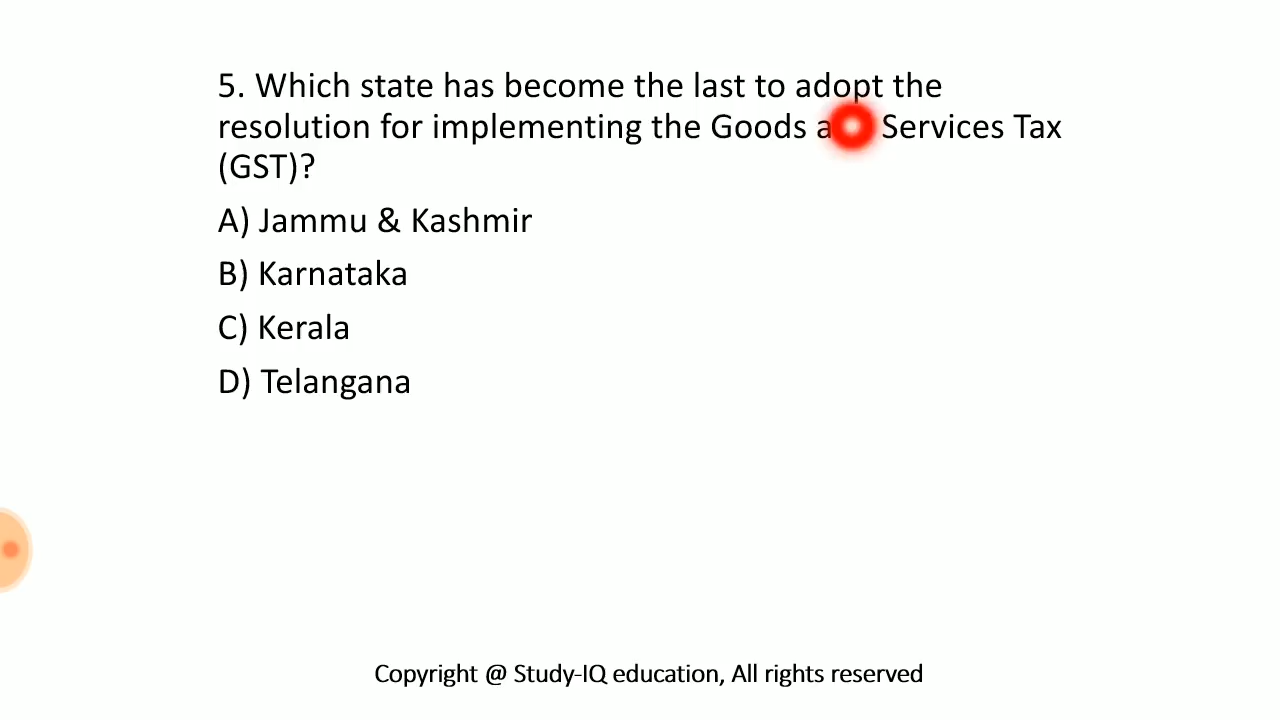 5. Which state has become the last to adopt the
resolution for implementing the Goods a Services Tax
(GST)?
A) Jammu & Kashmir
B) Karnataka
C) Kerala
D) Telangana
Copyright @ Study-IQ education, All rights reserved